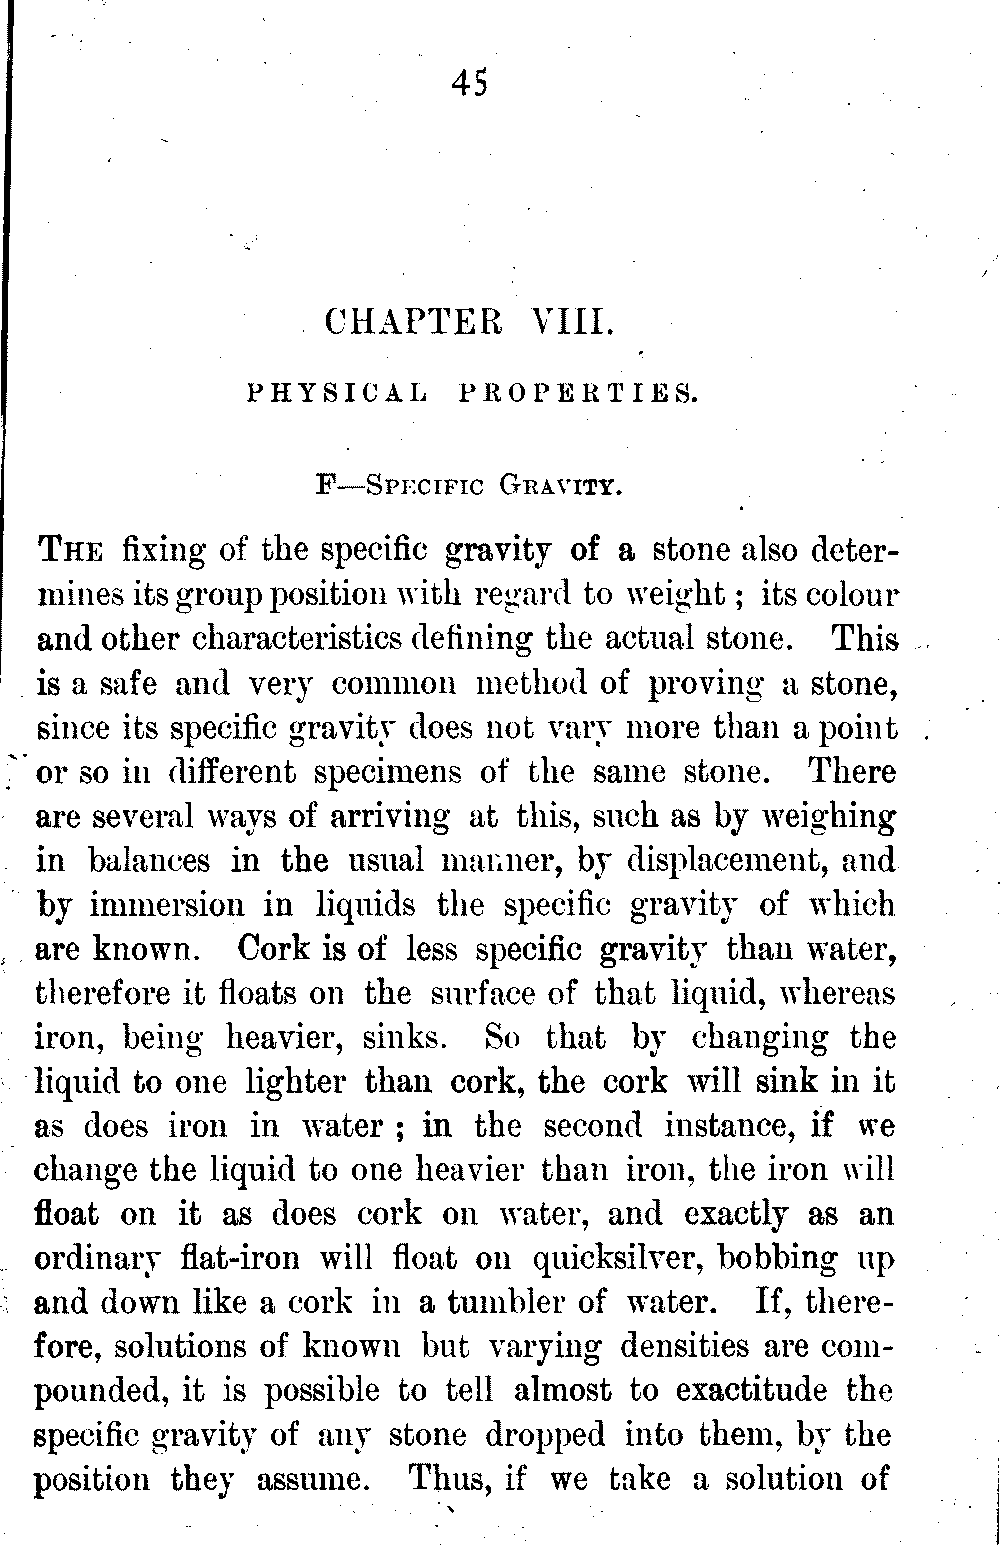 45
CHAPTER VIII.
PHYSICAL PROPERTIES.
F—Specific Gravity.
The fixing of the specific gravity of a stone also deter-
mines its group position with regard to weight ; its colour
and other characteristics defining the actual stone. This
is a safe and very common method of proving a stone,
since its specific gravity does not vary more than a point
or so in different specimens of the same stone. There
are several ways of arriving at this, such as by weighing
in balances in the usual manner, by displacement, and
by immersion in liquids the specific gravity of which
are known. Cork is of less specific gravity than water,
therefore it floats on the surface of that liquid, whereas
iron, being heavier, sinks. So that by changing the
liquid to one lighter than cork, the cork will sink in it
as does iron in water ; in the second instance, if we
change the liquid to one heavier than iron, the iron will
float on it as does cork on water, and exactly as an
ordinary flat-iron will float on quicksilver, bobbing up
and down like a cork in a tumbler of water. If, there-
fore, solutions of known but varying densities are com-
pounded, it is possible to tell almost to exactitude the
specific gravity of any stone dropped into them, by the
position they assume. Thus, if we take a solution of